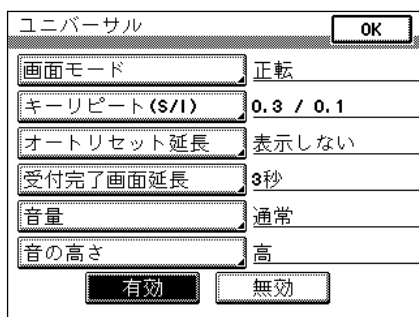 ユニバーサル OK
画面モード 正転
キーリピート(S/I) 0.3 / 0.1
オートリセット延長 表示しない
受付完了画面延長 3秒
音量 通常
音の高さ 高
有効 無効